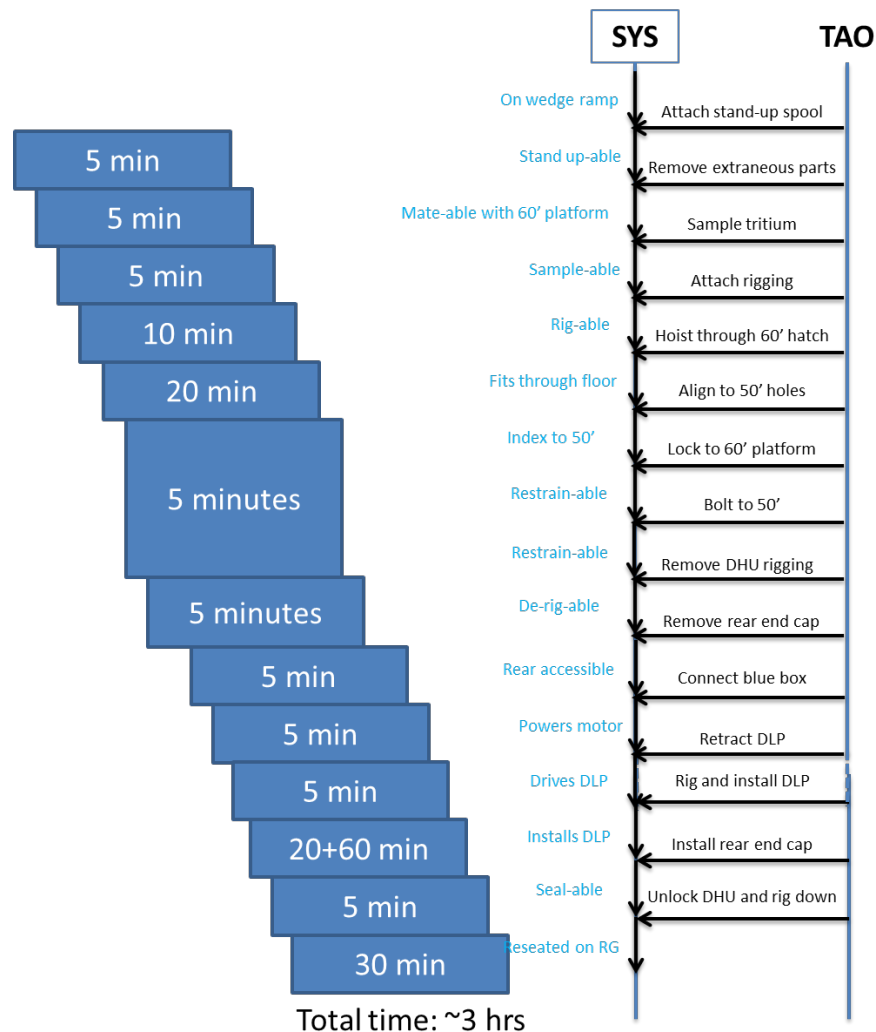 SYS
TAO
On wedge ramp
Attach stand-up spool
5 min
Stand up-able
Remove extraneous parts
5 min
Mate-able with 60’ platform
Sample tritium
5 min
Sample-able
Attach rigging
10 min
Rig-able
Hoist through 60’ hatch
20 min
Fits through floor
Align to 50’ holes
5 minutes
Index to 50’
Lock to 60’ platform
Restrain-able
Bolt to 50’
Restrain-able
Remove DHU rigging
5 minutes
De-rig-able
Remove rear end cap
5 min
Rear accessible
Connect blue box
5 min
Powers motor
Retract DLP
5 min
Drives DLP
Rig and install DLP
20+60 min
Installs DLP
Install rear end cap
5 min
Seal-able
Unlock DHU and rig down
30 min
Reseated on RG
Total time: ~3 hrs